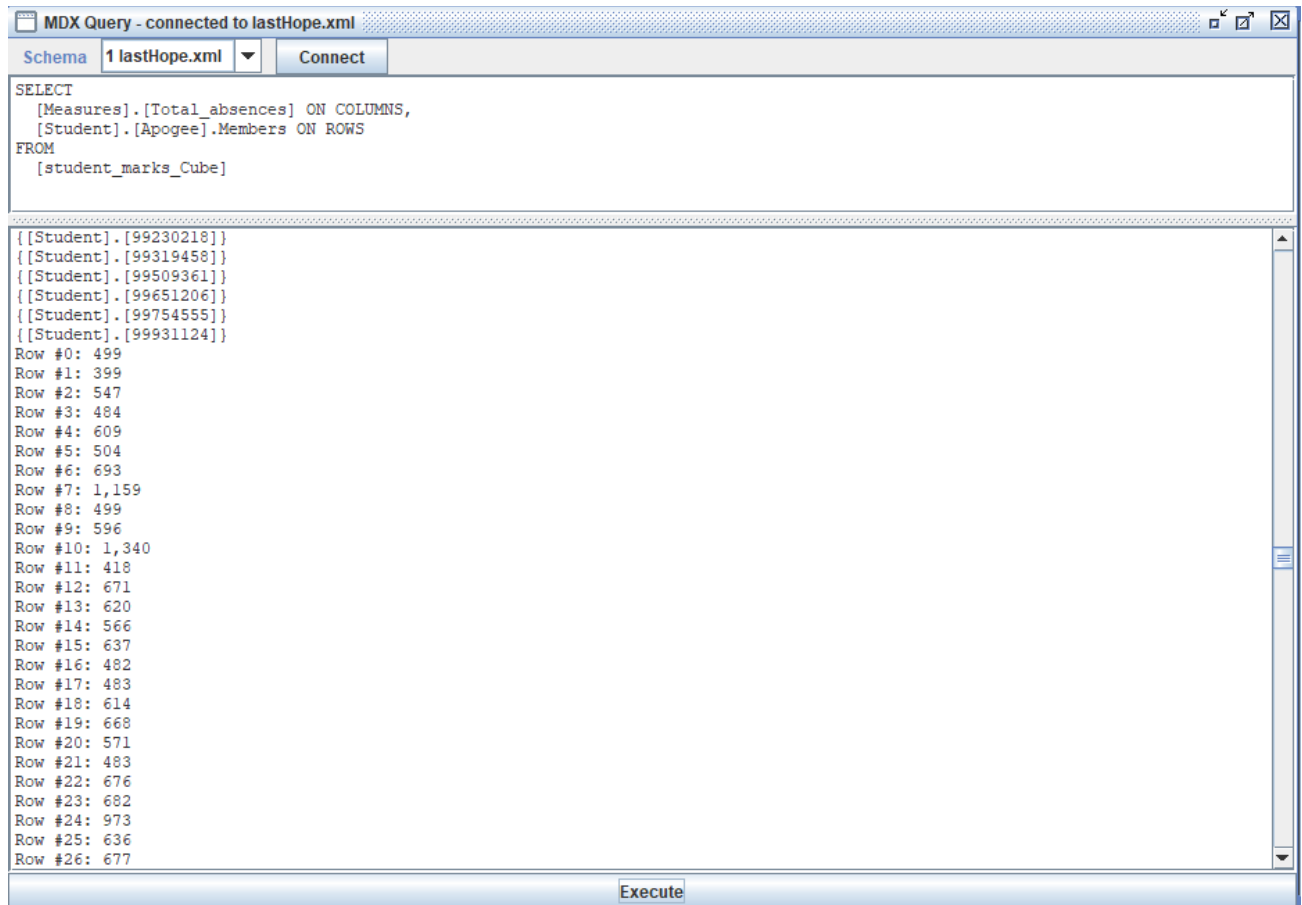 MDX Query - connected to lastHope.xml
Schema 1 lastHope.xml Connect
SELECT
[Measures].[Total_absences] ON COLUMNS,
[Student].[Apogee].Members ON ROWS
FROM
[student_marks_Cube]
{[Student].[99230218]}
{[Student].[99319458]}
{[Student].[99509361]}
{[Student].[99651206]}
{[Student].[99754555]}
{[Student].[99931124]}
Row #0: 499
Row #1: 399
Row #2: 547
Row #3: 484
Row #4: 609
Row #5: 504
Row #6: 693
Row #7: 1,159
Row #8: 499
Row #9: 596
Row #10: 1,340
Row #11: 418
Row #12: 671
Row #13: 620
Row #14: 566
Row #15: 637
Row #16: 482
Row #17: 483
Row #18: 614
Row #19: 668
Row #20: 571
Row #21: 483
Row #22: 676
Row #23: 682
Row #24: 973
Row #25: 636
Row #26: 677
Execute